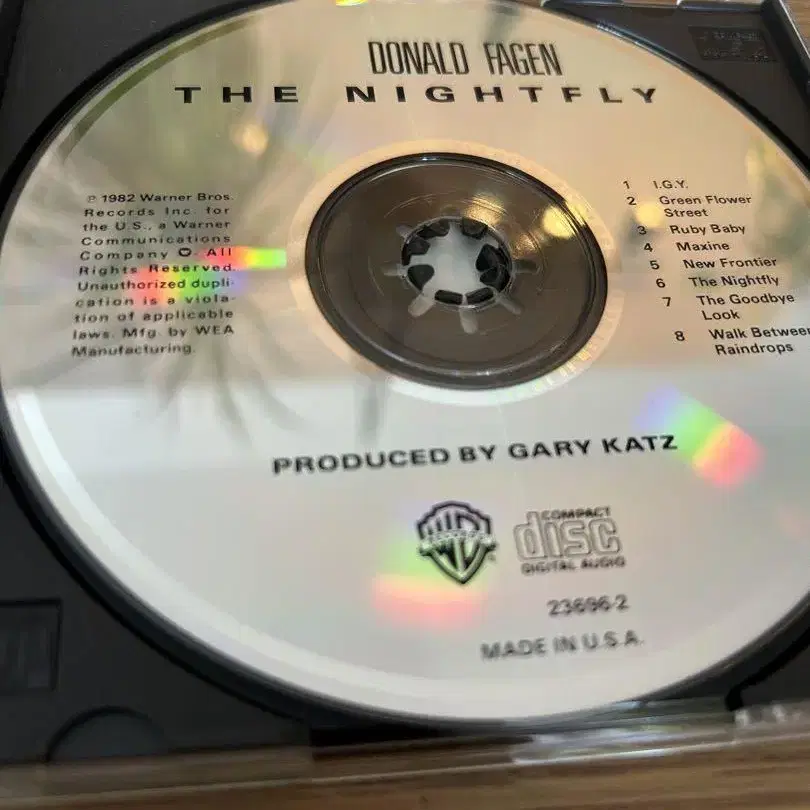 DONALD FAGEN
THE NIGHTFLY
℗ 1982 Warner Bros.
Records Inc. for
the U.S., a Warner
Communications
Company. All
Rights Reserved.
Unauthorized dupli-
cation is a viola-
tion of applicable
laws. Mfg. by WEA
Manufacturing.
1 I.G.Y.
2 Green Flower
Street
3 Ruby Baby
4 Maxine
5 New Frontier
6 The Nightfly
7 The Goodbye
Look
8 Walk Between
Raindrops
PRODUCED BY GARY KATZ
COMPACT
disc
DIGITAL AUDIO
23696-2
MADE IN U.S.A.